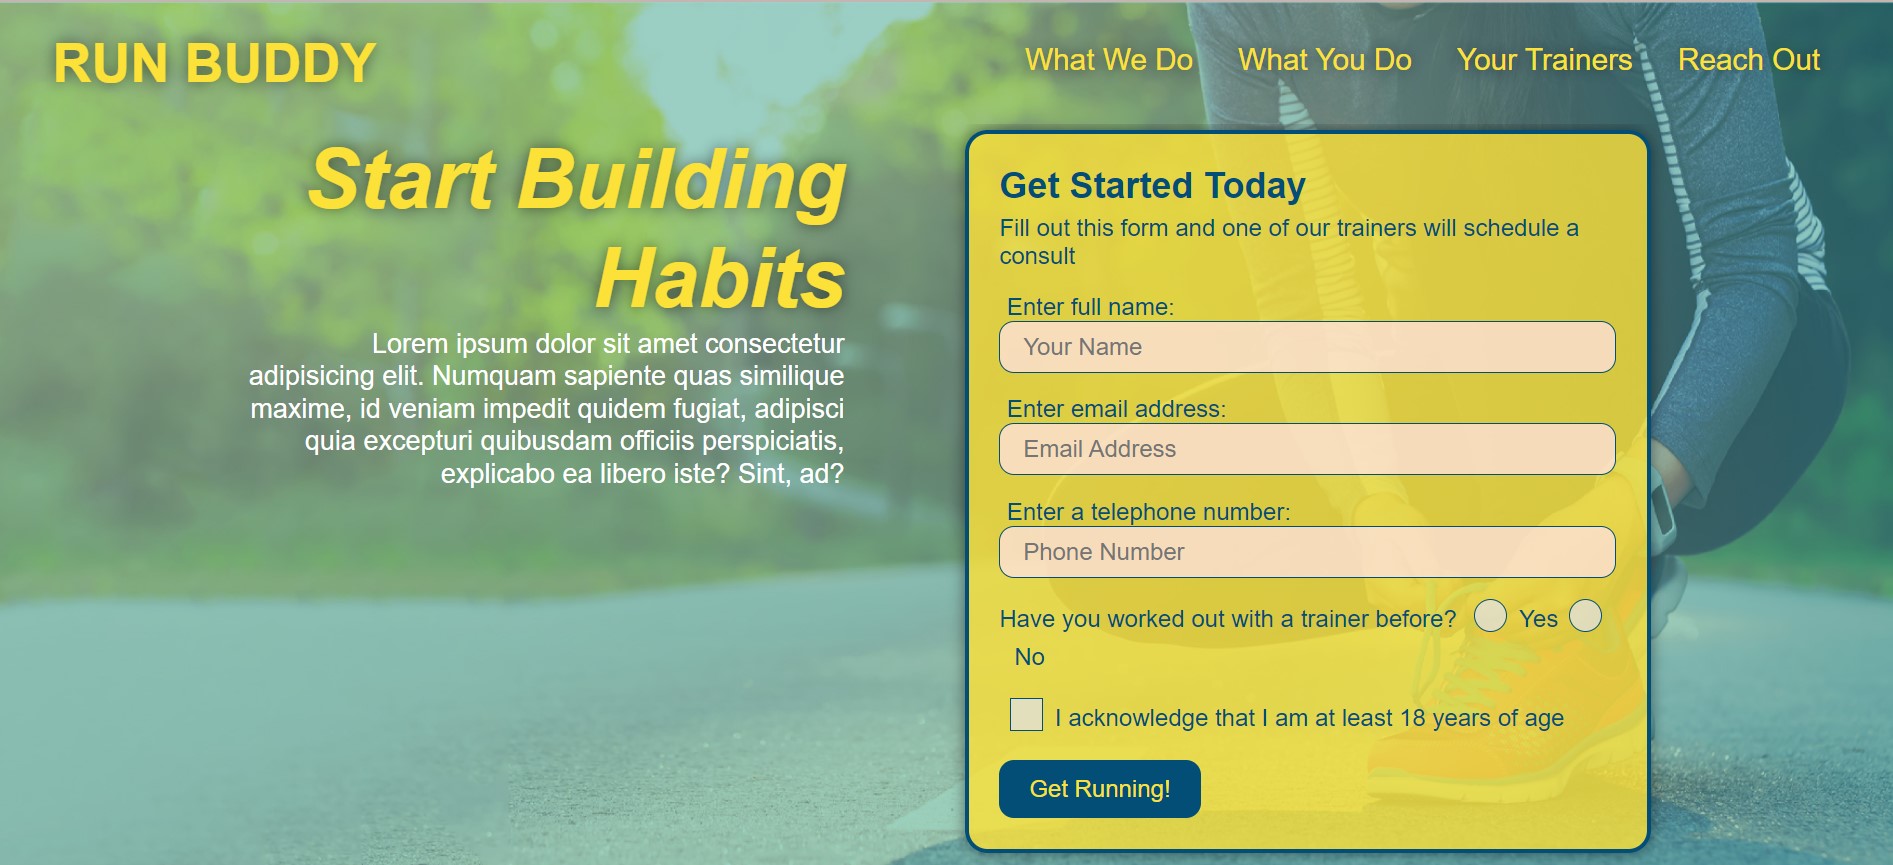 RUN BUDDY
What We Do What You Do Your Trainers Reach Out
Start Building
Habits
Lorem ipsum dolor sit amet consectetur
adipisicing elit. Numquam sapiente quas similique
maxime, id veniam impedit quidem fugiat, adipisci
quia excepturi quibusdam officiis perspiciatis,
explicabo ea libero iste? Sint, ad?
Get Started Today
Fill out this form and one of our trainers will schedule a
consult
Enter full name:
Your Name
Enter email address:
Email Address
Enter a telephone number:
Phone Number
Have you worked out with a trainer before? Yes
No
I acknowledge that I am at least 18 years of age
Get Running!